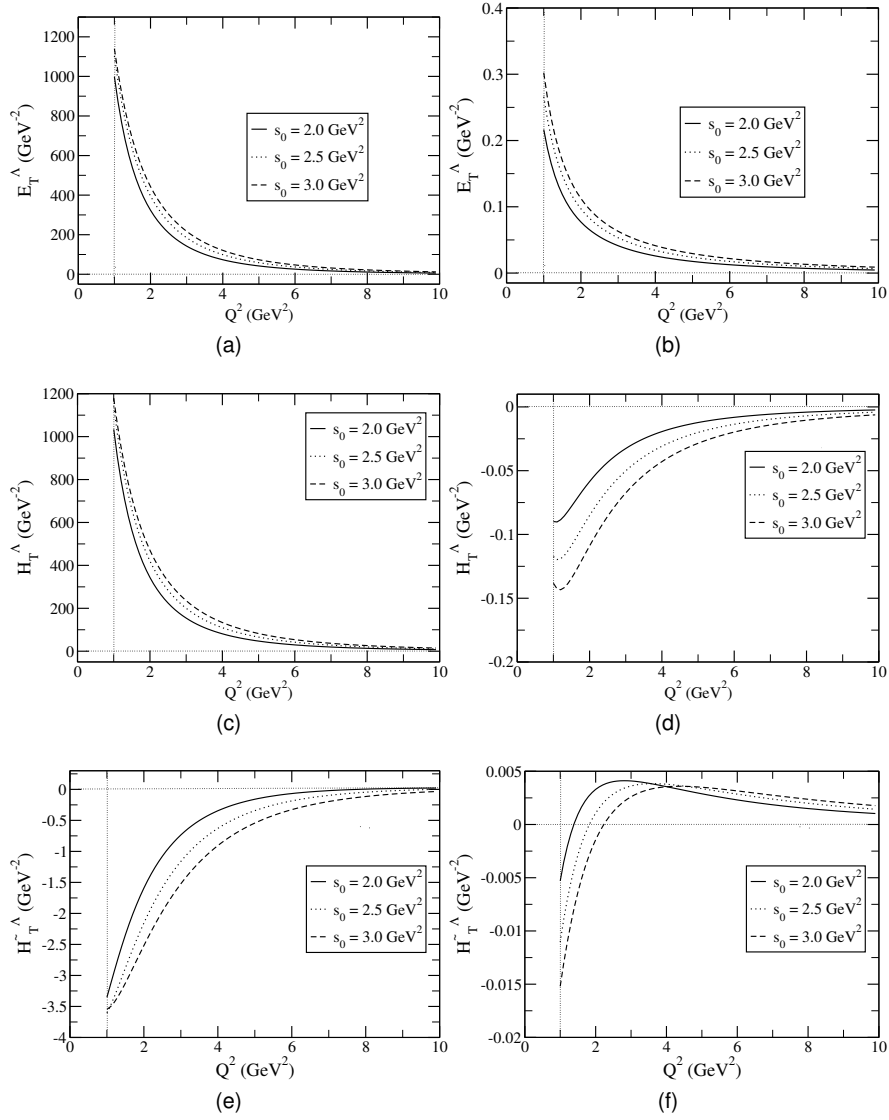 1200
1000
800
600
400
200
0
E_T^Λ (GeV^-2)
s_0 = 2.0 GeV^2
s_0 = 2.5 GeV^2
s_0 = 3.0 GeV^2
0 2 4 6 8 10
Q^2 (GeV^2)
(a)
0.4
0.3
0.2
0.1
0
E_T^Λ (GeV^-2)
s_0 = 2.0 GeV^2
s_0 = 2.5 GeV^2
s_0 = 3.0 GeV^2
0 2 4 6 8 10
Q^2 (GeV^2)
(b)
1200
1000
800
600
400
200
0
H_T^Λ (GeV^-2)
s_0 = 2.0 GeV^2
s_0 = 2.5 GeV^2
s_0 = 3.0 GeV^2
0 2 4 6 8 10
Q^2 (GeV^2)
(c)
0
-0.05
-0.1
-0.15
-0.2
H_T^Λ (GeV^-2)
s_0 = 2.0 GeV^2
s_0 = 2.5 GeV^2
s_0 = 3.0 GeV^2
0 2 4 6 8 10
Q^2 (GeV^2)
(d)
0
-0.5
-1
-1.5
-2
-2.5
-3
-3.5
-4
H~_T^Λ (GeV^-2)
s_0 = 2.0 GeV^2
s_0 = 2.5 GeV^2
s_0 = 3.0 GeV^2
0 2 4 6 8 10
Q^2 (GeV^2)
(e)
0.005
0
-0.005
-0.01
-0.015
-0.02
H~_T^Λ (GeV^-2)
s_0 = 2.0 GeV^2
s_0 = 2.5 GeV^2
s_0 = 3.0 GeV^2
0 2 4 6 8 10
Q^2 (GeV^2)
(f)